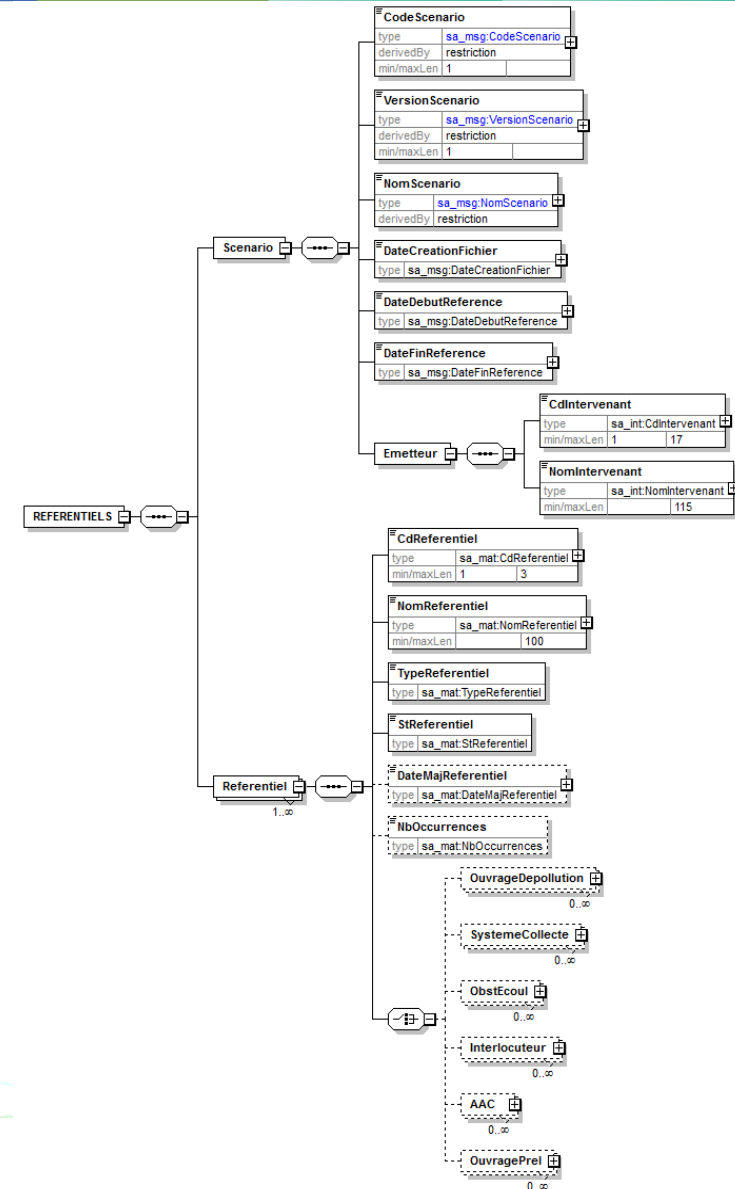 CodeScenario
type sa_msg:CodeScenario
derivedBy restriction
min/maxLen 1
VersionScenario
type sa_msg:VersionScenario
derivedBy restriction
min/maxLen 1
NomScenario
type sa_msg:NomScenario
derivedBy restriction
Scenario
DateCreationFichier
type sa_msg:DateCreationFichier
DateDebutReference
type sa_msg:DateDebutReference
DateFinReference
type sa_msg:DateFinReference
Emetteur
CdIntervenant
type sa_int:CdIntervenant
min/maxLen 1 17
NomIntervenant
type sa_int:NomIntervenant
min/maxLen 115
REFERENTIELS
CdReferentiel
type sa_mat:CdReferentiel
min/maxLen 1 3
NomReferentiel
type sa_mat:NomReferentiel
min/maxLen 100
TypeReferentiel
type sa_mat:TypeReferentiel
StReferentiel
type sa_mat:StReferentiel
Referentiel
1..∞
DateMajReferentiel
type sa_mat:DateMajReferentiel
NbOccurrences
type sa_mat:NbOccurrences
OuvrageDepollution
0..∞
SystemeCollecte
0..∞
ObstEcoul
0..∞
Interlocuteur
0..∞
AAC
0..∞
OuvragePrel
0..∞